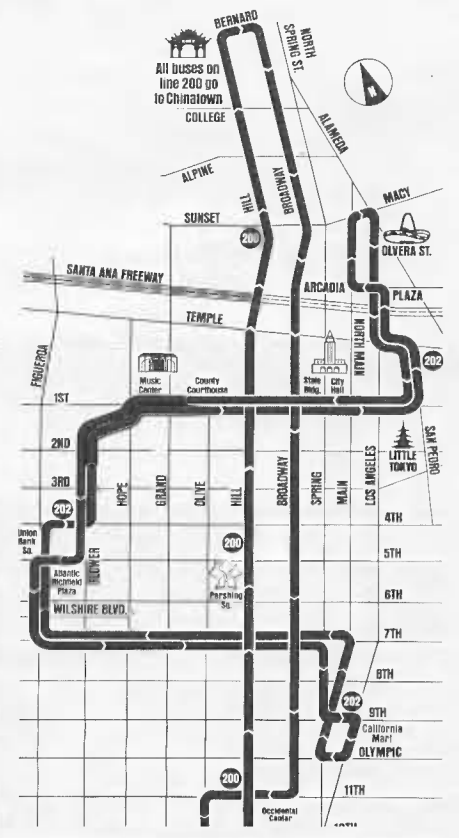 BERNARD
NORTH
SPRING ST.
All buses on
line 200 go
to Chinatown
COLLEGE
ALAMEDA
ALPINE
MACY
HILL
BROADWAY
SUNSET
200
OLVERA ST.
SANTA ANA FREEWAY
ARCADIA
PLAZA
TEMPLE
NORTH MAIN
FIGUEROA
202
Music
Center
County
Courthouse
State
Bldg.
City
Hall
1ST
2ND
LITTLE
TOKYO
SAN PEDRO
3RD
HOPE
GRAND
OLIVE
HILL
BROADWAY
SPRING
MAIN
LOS ANGELES
202
4TH
Union
Bank
Sq.
200
5TH
FLOWER
Atlantic
Richfield
Plaza
Pershing
Sq.
6TH
WILSHIRE BLVD.
7TH
8TH
202
9TH
California
Mart
OLYMPIC
200
11TH
Occidental
Center